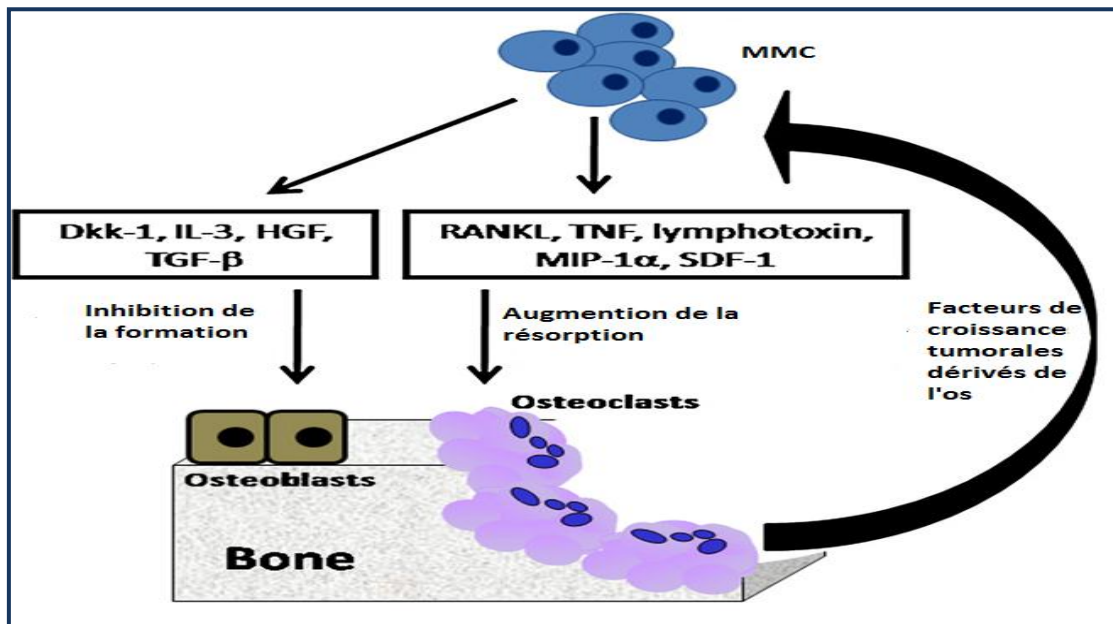 MMC
Dkk-1, IL-3, HGF,
TGF-β
RANKL, TNF, lymphotoxin,
MIP-1α, SDF-1
Inhibition de
la formation
Augmention de la
résorption
Facteurs de
croissance
tumorales
dérivés de
l'os
Osteoclasts
Osteoblasts
Bone